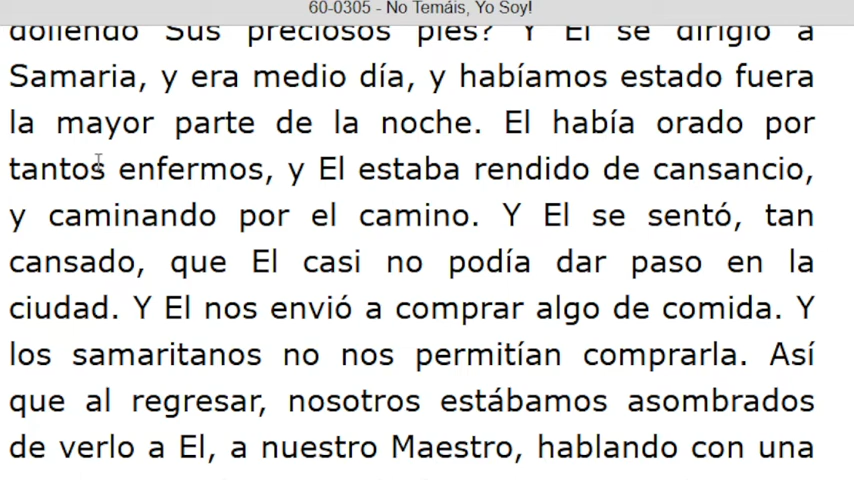 60-0305 - No Temáis, Yo Soy!
doliendo Sus preciosos pies? Y El se dirigió a
Samaria, y era medio día, y habíamos estado fuera
la mayor parte de la noche. El había orado por
tantos enfermos, y El estaba rendido de cansancio,
y caminando por el camino. Y El se sentó, tan
cansado, que El casi no podía dar paso en la
ciudad. Y El nos envió a comprar algo de comida. Y
los samaritanos no nos permitían comprarla. Así
que al regresar, nosotros estábamos asombrados
de verlo a El, a nuestro Maestro, hablando con una